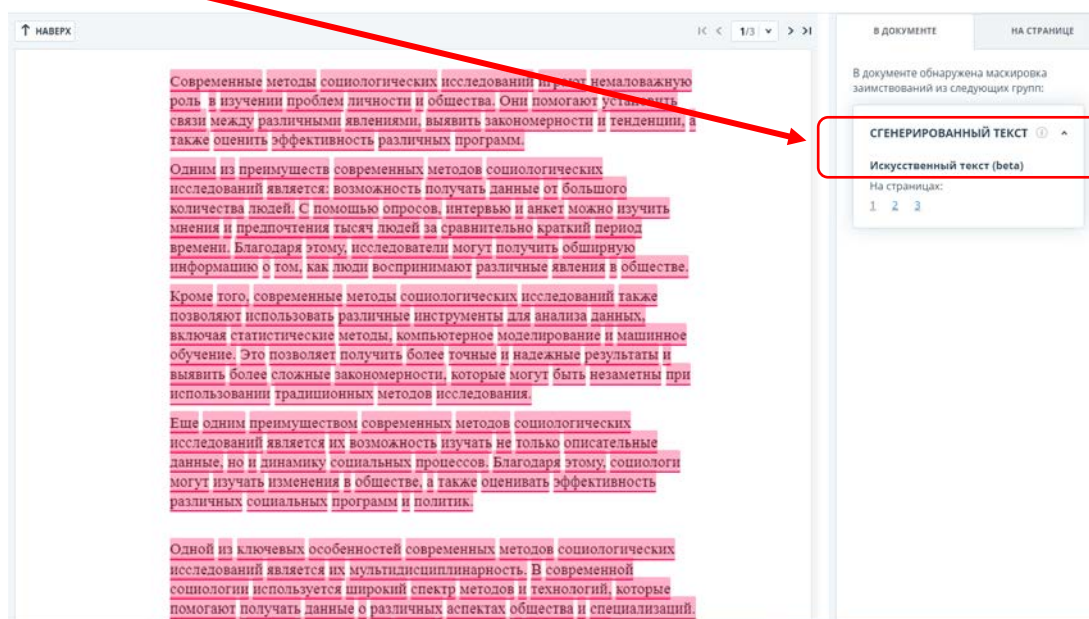 НАВЕРХ
1/3
В ДОКУМЕНТЕ
НА СТРАНИЦЕ
Современные методы социологических исследований играют немаловажную
роль в изучении проблем личности и общества. Они помогают установить
связи между различными явлениями, выявить закономерности и тенденции, а
также оценить эффективность различных программ.
Одним из преимуществ современных методов социологических
исследований является: возможность получать данные от большого
количества людей. С помощью опросов, интервью и анкет можно изучить
мнения и предпочтения тысяч людей за сравнительно краткий период
времени. Благодаря этому, исследователи могут получить обширную
информацию о том, как люди воспринимают различные явления в обществе.
Кроме того, современные методы социологических исследований также
позволяют использовать различные инструменты для анализа данных,
включая статистические методы, компьютерное моделирование и машинное
обучение. Это позволяет получить более точные и надежные результаты и
выявить более сложные закономерности, которые могут быть незаметны при
использовании традиционных методов исследования.
Еще одним преимуществом современных методов социологических
исследований является их возможность изучать не только описательные
данные, но и динамику социальных процессов. Благодаря этому, социологи
могут изучать изменения в обществе, а также оценивать эффективность
различных социальных программ и политик.
Одной из ключевых особенностей современных методов социологических
исследований является их мультидисциплинарность. В современной
социологии используется широкий спектр методов и технологий, которые
помогают получать данные о различных аспектах общества и специализаций.
В документе обнаружена маскировка
заимствований из следующих групп:
СГЕНЕРИРОВАННЫЙ ТЕКСТ
Искусственный текст (beta)
На страницах:
1 2 3